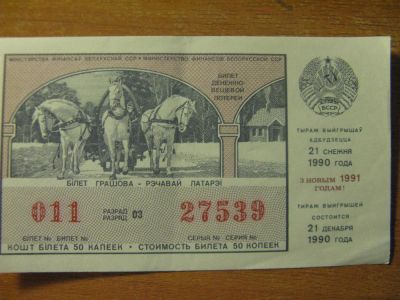 МІНІСТЭРСТВА ФІНАНСАЎ БЕЛАРУСКАЙ ССР • МИНИСТЕРСТВО ФИНАНСОВ БЕЛОРУССКОЙ ССР
БИЛЕТ
ДЕНЕЖНО-
ВЕЩЕВОЙ
ЛОТЕРЕИ
БІЛЕТ ГРАШОВА - РЭЧАВАЙ ЛАТАРЭІ
011
РАЗРАД
РАЗРЯД 03
27539
БІЛЕТ № БИЛЕТ №
СЕРЫЯ № СЕРИЯ №
КОШТ БІЛЕТА 50 КАПЕЕК • СТОИМОСТЬ БИЛЕТА 50 КОПЕЕК
БССР
ТЫРАЖ ВЫЙГРЫШАЎ
АДБУДЗЕЦЦА
21 СНЕЖНЯ
1990 ГОДА
З НОВЫМ 1991
ГОДАМ!
ТИРАЖ ВЫИГРЫШЕЙ
СОСТОИТСЯ
21 ДЕКАБРЯ
1990 ГОДА